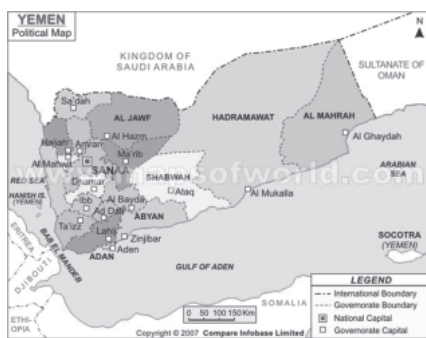 YEMEN
Political Map
N
KINGDOM OF
SAUDI ARABIA
SULTANATE OF
OMAN
Sa'dah
AL JAWF
HADRAMAWAT
AL MAHRAH
Al Hazm
Hajjah
Amran
Al Ghaydah
Al Mahwit
Ma'rib
SANAA
ARABIAN
SEA
RED SEA
SHABWAH
HANISH IS.
(YEMEN)
Dhamar
Ataq
Al Mukalla
Ibb
Al Bayda
Ad Dali
ABYAN
Ta'izz
Lahij
Zinjibar
ADAN
Aden
BAB EL MANDEB
SOCOTRA
(YEMEN)
ERITREA
GULF OF ADEN
DJIBOUTI
SOMALIA
ETHI-
OPIA
0 50 100 150 Km
LEGEND
International Boundary
Governorate Boundary
National Capital
Governorate Capital
Copyright © 2007 Compare Infobase Limited